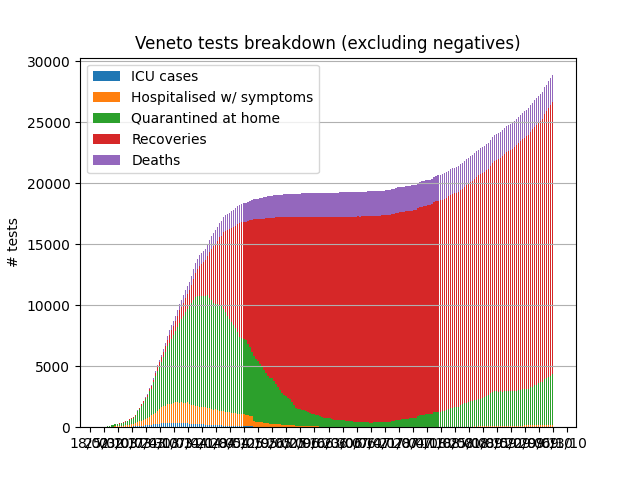 Veneto tests breakdown (excluding negatives)
30000
25000
20000
15000
10000
5000
0
# tests
ICU cases
Hospitalised w/ symptoms
Quarantined at home
Recoveries
Deaths